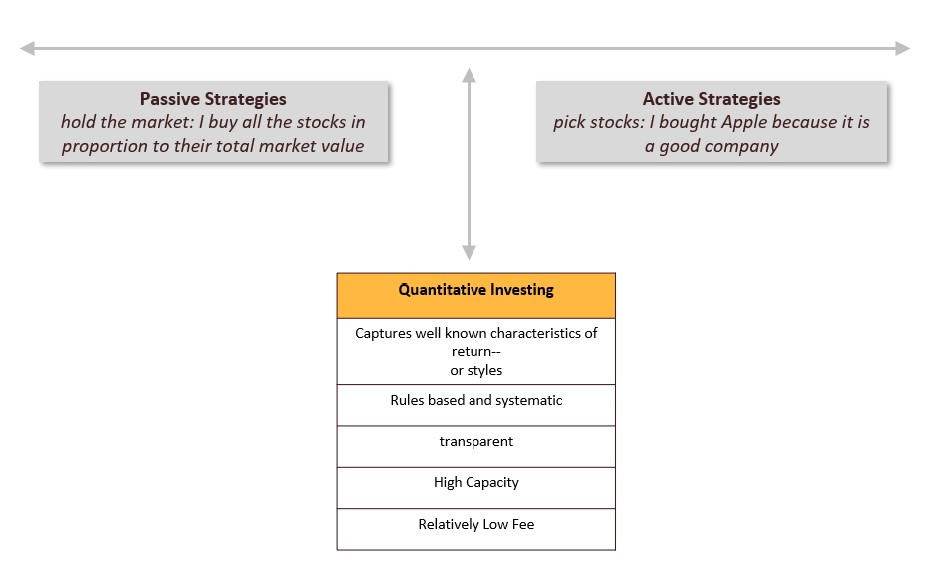 Passive Strategies
hold the market: I buy all the stocks in
proportion to their total market value
Active Strategies
pick stocks: I bought Apple because it is
a good company
Quantitative Investing
Captures well known characteristics of
return--
or styles
Rules based and systematic
transparent
High Capacity
Relatively Low Fee